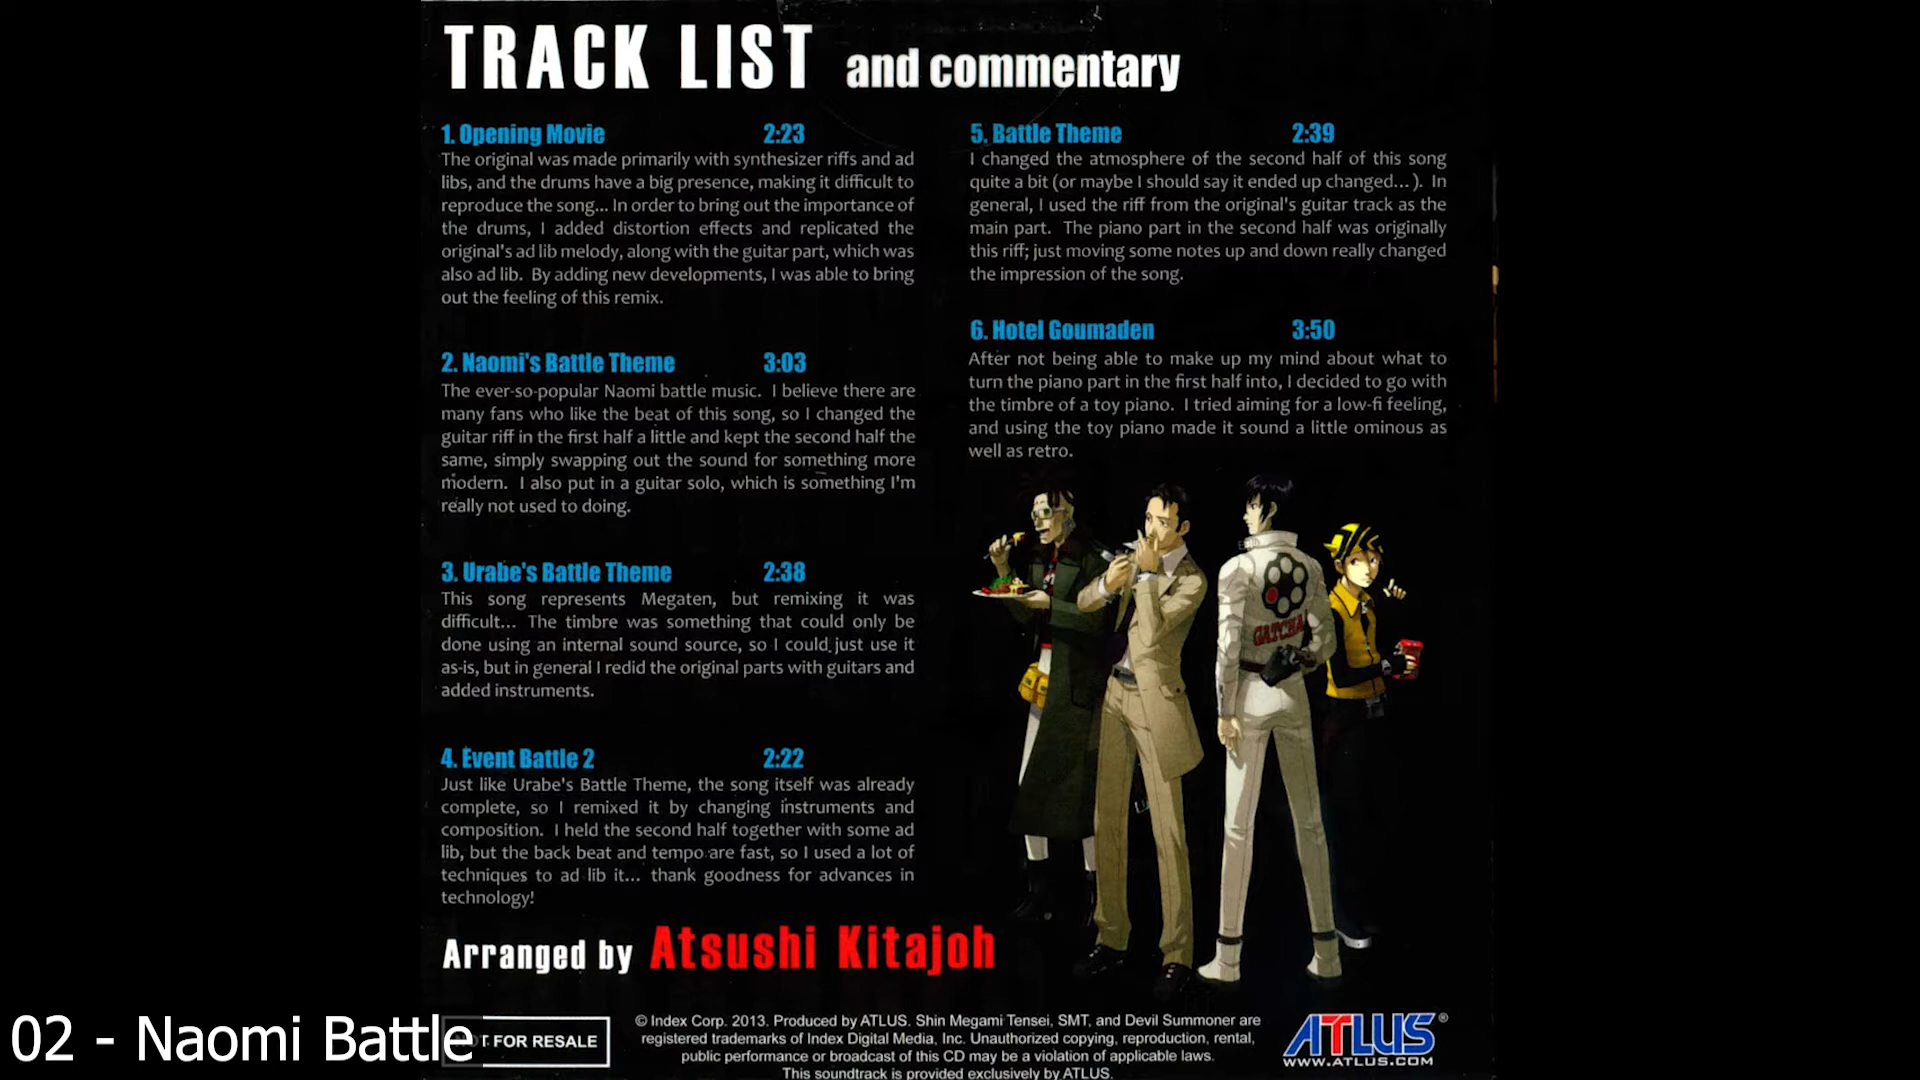 TRACK LIST and commentary
1. Opening Movie 2:23
The original was made primarily with synthesizer riffs and ad
libs, and the drums have a big presence, making it difficult to
reproduce the song... In order to bring out the importance of
the drums, I added distortion effects and replicated the
original's ad lib melody, along with the guitar part, which was
also ad lib. By adding new developments, I was able to bring
out the feeling of this remix.
2. Naomi's Battle Theme 3:03
The ever-so-popular Naomi battle music. I believe there are
many fans who like the beat of this song, so I changed the
guitar riff in the first half a little and kept the second half the
same, simply swapping out the sound for something more
modern. I also put in a guitar solo, which is something I'm
really not used to doing.
3. Urabe's Battle Theme 2:38
This song represents Megaten, but remixing it was
difficult... The timbre was something that could only be
done using an internal sound source, so I could just use it
as-is, but in general I redid the original parts with guitars and
added instruments.
4. Event Battle 2 2:22
Just like Urabe's Battle Theme, the song itself was already
complete, so I remixed it by changing instruments and
composition. I held the second half together with some ad
lib, but the back beat and tempo are fast, so I used a lot of
techniques to ad lib it... thank goodness for advances in
technology!
5. Battle Theme 2:39
I changed the atmosphere of the second half of this song
quite a bit (or maybe I should say it ended up changed...). In
general, I used the riff from the original's guitar track as the
main part. The piano part in the second half was originally
this riff; just moving some notes up and down really changed
the impression of the song.
6. Hotel Goumaden 3:50
After not being able to make up my mind about what to
turn the piano part in the first half into, I decided to go with
the timbre of a toy piano. I tried aiming for a low-fi feeling,
and using the toy piano made it sound a little ominous as
well as retro.
GATCHA
Arranged by Atsushi Kitajoh
02 - Naomi Battle
FOR RESALE
© Index Corp. 2013. Produced by ATLUS. Shin Megami Tensei, SMT, and Devil Summoner are
registered trademarks of Index Digital Media, Inc. Unauthorized copying, reproduction, rental,
public performance or broadcast of this CD may be a violation of applicable laws.
This soundtrack is provided exclusively by ATLUS.
ATLUS®
WWW.ATLUS.COM